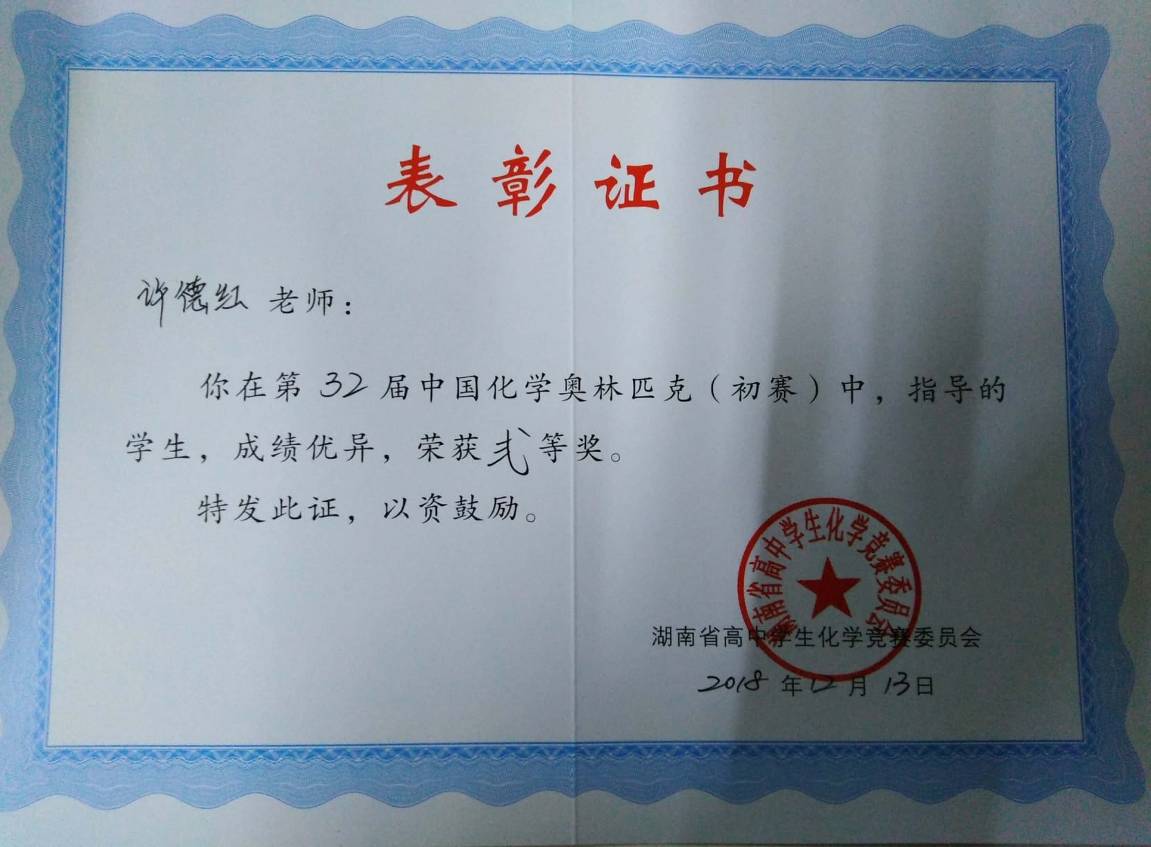 表彰证书
许德红老师：
你在第32届中国化学奥林匹克（初赛）中，指导的
学生，成绩优异，荣获弍等奖。
特发此证，以资鼓励。
湖南省高中学生化学竞赛委员会
湖南省高中学生化学竞赛委员会
2018年12月13日